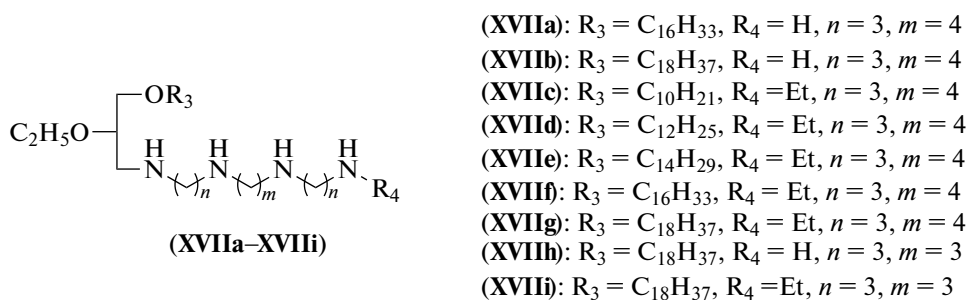 OR₃
C₂H₅O
H H H H
N N N N
n m n R₄
(XVIIa–XVIIi)
(XVIIa): R₃ = C₁₆H₃₃, R₄ = H, n = 3, m = 4
(XVIIb): R₃ = C₁₈H₃₇, R₄ = H, n = 3, m = 4
(XVIIc): R₃ = C₁₀H₂₁, R₄ = Et, n = 3, m = 4
(XVIId): R₃ = C₁₂H₂₅, R₄ = Et, n = 3, m = 4
(XVIIe): R₃ = C₁₄H₂₉, R₄ = Et, n = 3, m = 4
(XVIIf): R₃ = C₁₆H₃₃, R₄ = Et, n = 3, m = 4
(XVIIg): R₃ = C₁₈H₃₇, R₄ = Et, n = 3, m = 4
(XVIIh): R₃ = C₁₈H₃₇, R₄ = H, n = 3, m = 3
(XVIIi): R₃ = C₁₈H₃₇, R₄ = Et, n = 3, m = 3